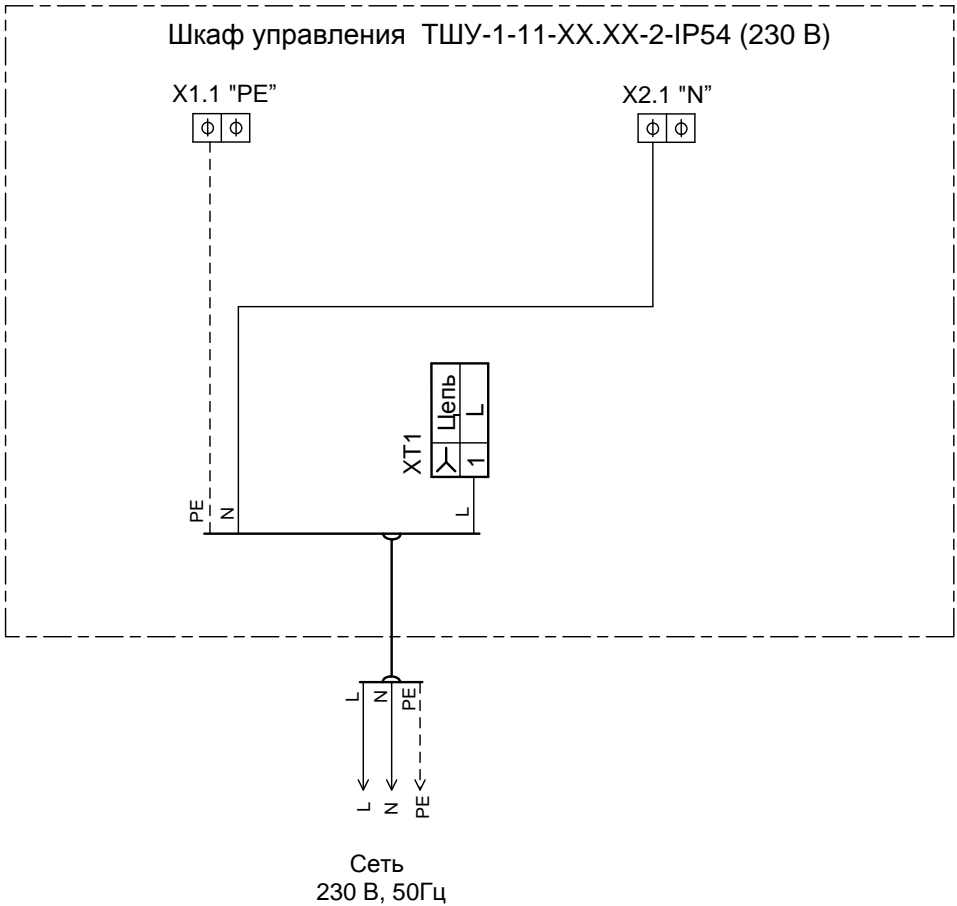 Шкаф управления ТШУ-1-11-XX.XX-2-IP54 (230 В)
X1.1 "PE”
X2.1 "N”
XT1
Цепь
1 L
PE
N
L
L
N
PE
L
N
PE
Сеть
230 В, 50Гц